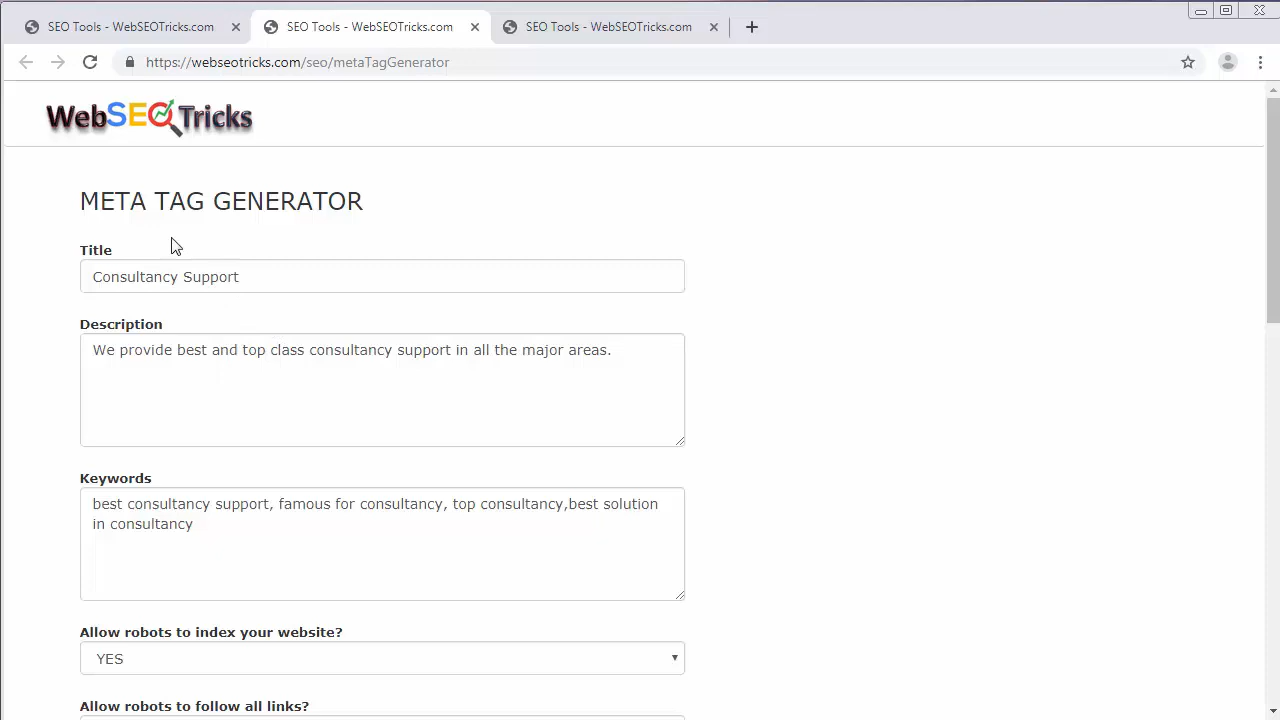 SEO Tools - WebSEOTricks.com
SEO Tools - WebSEOTricks.com
SEO Tools - WebSEOTricks.com
https://webseotricks.com/seo/metaTagGenerator
WebSEOTricks
META TAG GENERATOR
Title
Consultancy Support
Description
We provide best and top class consultancy support in all the major areas.
Keywords
best consultancy support, famous for consultancy, top consultancy,best solution
in consultancy
Allow robots to index your website?
YES
Allow robots to follow all links?